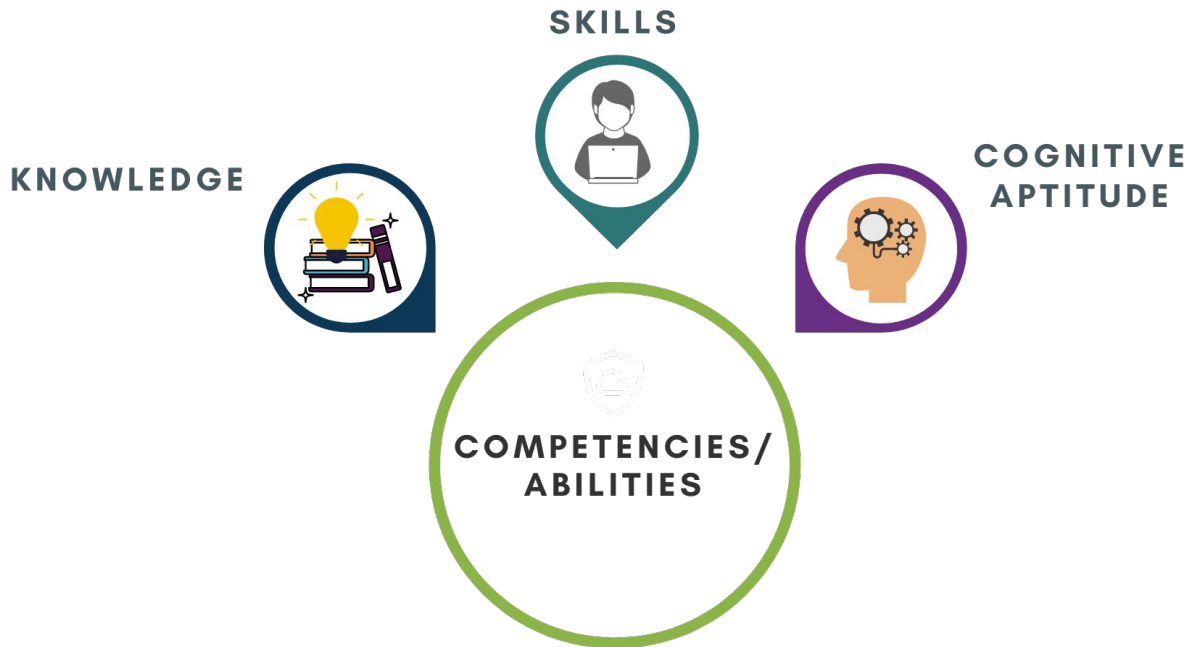 SKILLS
KNOWLEDGE
COGNITIVE
APTITUDE
COMPETENCIES/
ABILITIES